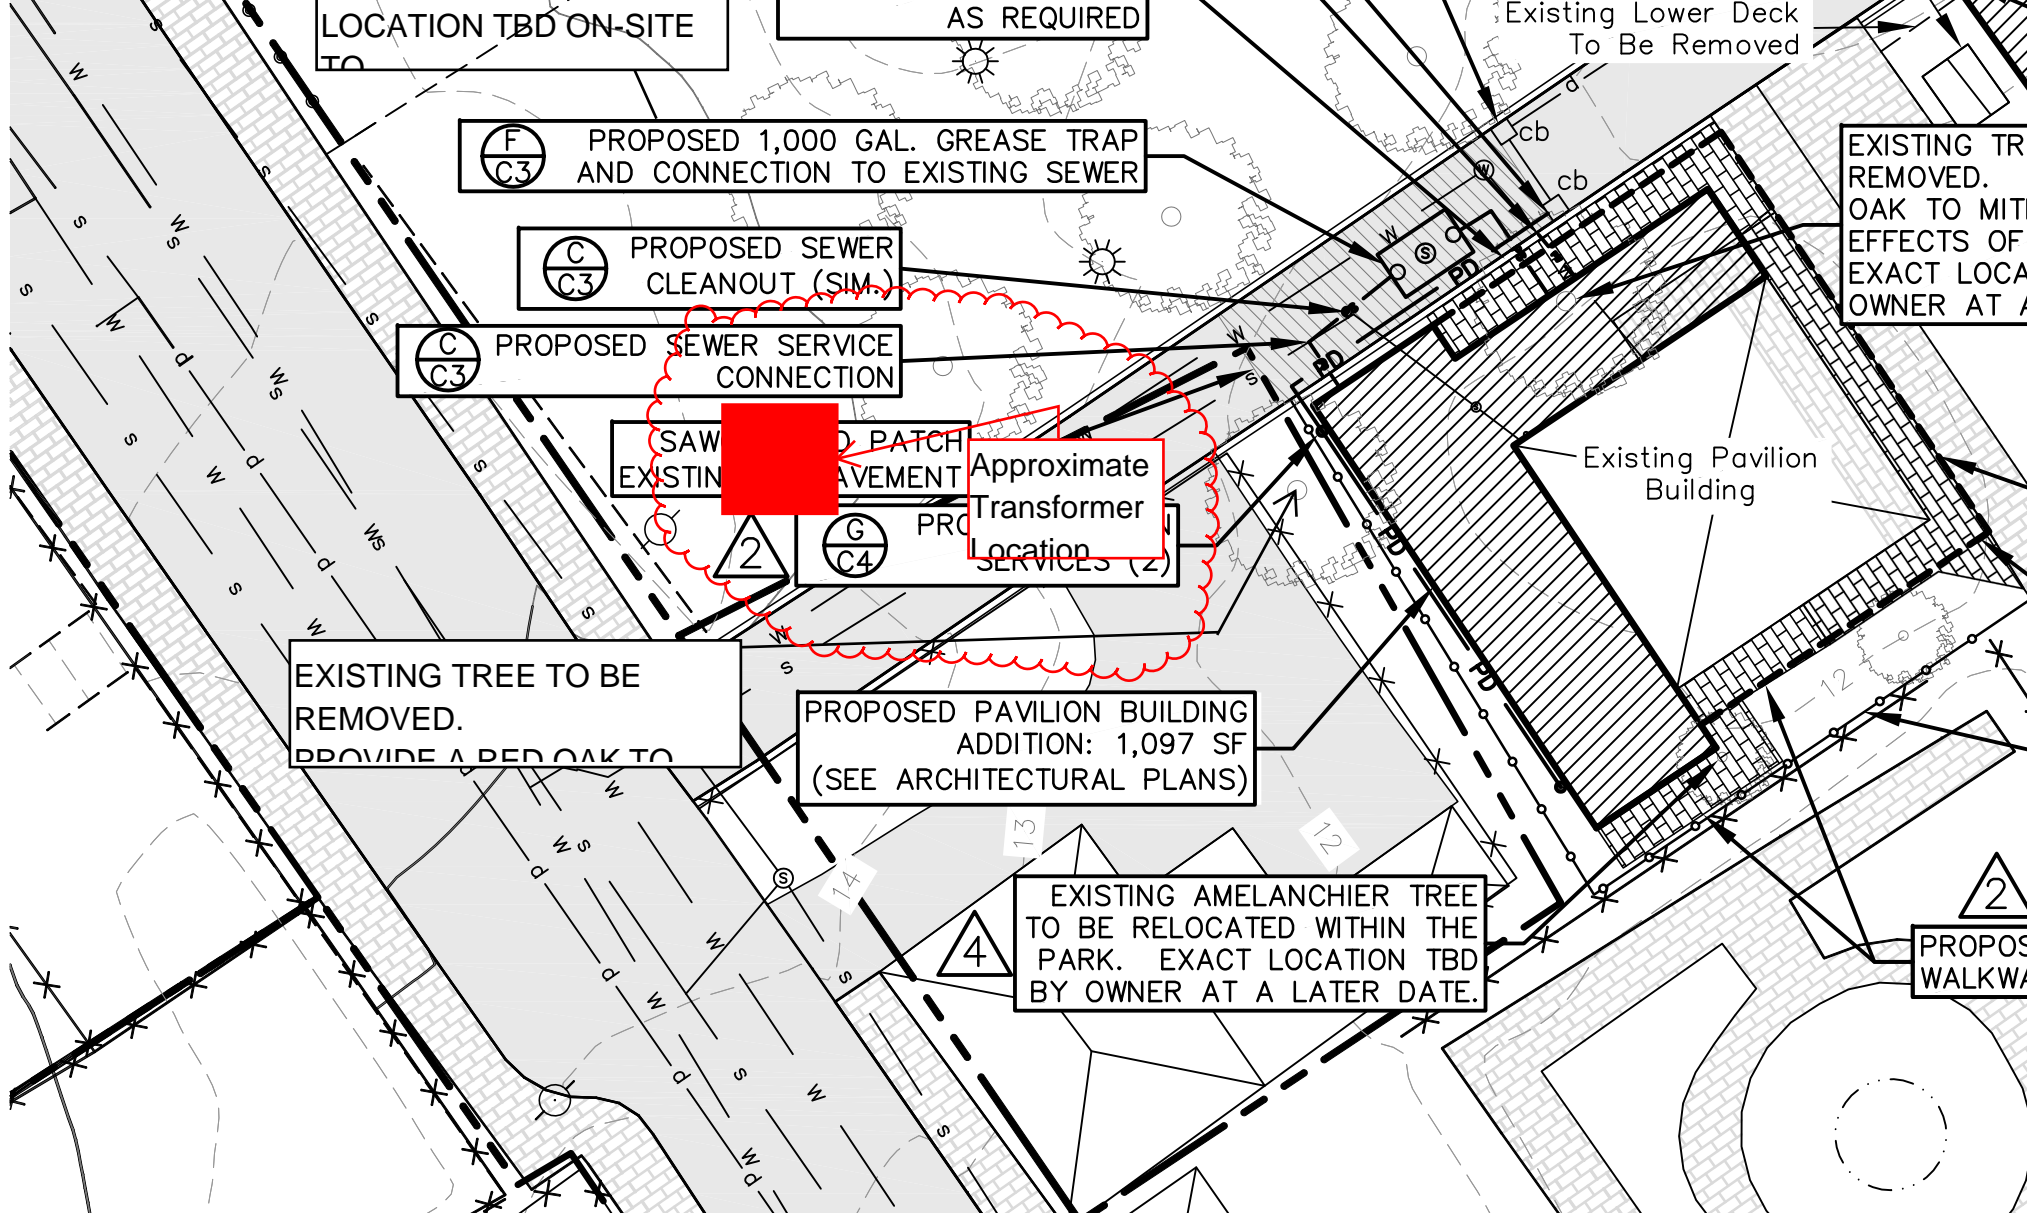 LOCATION TBD ON-SITE
TO
AS REQUIRED
Existing Lower Deck
To Be Removed
F
C3
PROPOSED 1,000 GAL. GREASE TRAP
AND CONNECTION TO EXISTING SEWER
cb
cb
EXISTING TR
REMOVED.
OAK TO MIT
EFFECTS OF
EXACT LOCA
OWNER AT A
C
C3
PROPOSED SEWER
CLEANOUT (SIM.)
C
C3
PROPOSED SEWER SERVICE
CONNECTION
SAW
PATCH
EXISTIN
AVEMENT
Approximate
Transformer
Location
2
G
C4
SERVICES (2)
Existing Pavilion
Building
PD
PD
PD
PD
EXISTING TREE TO BE
REMOVED.
PROVIDE A RED OAK TO
PROPOSED PAVILION BUILDING
ADDITION: 1,097 SF
(SEE ARCHITECTURAL PLANS)
12
13
12
14
4
EXISTING AMELANCHIER TREE
TO BE RELOCATED WITHIN THE
PARK. EXACT LOCATION TBD
BY OWNER AT A LATER DATE.
2
PROPOS
WALKWA